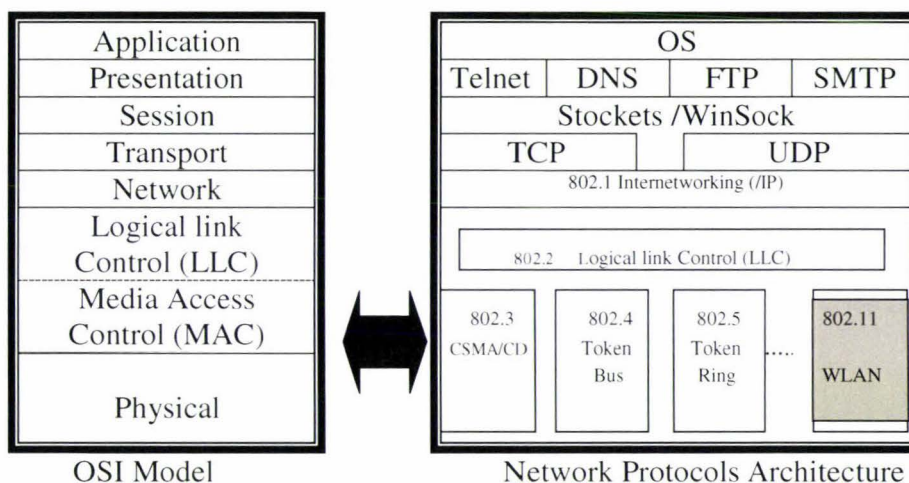 Application
Presentation
Session
Transport
Network
Logical link
Control (LLC)
Media Access
Control (MAC)
Physical
OSI Model
OS
Telnet DNS FTP SMTP
Stockets /WinSock
TCP UDP
802.1 Internetworking (/IP)
802.2 Logical link Control (LLC)
802.3
CSMA/CD
802.4
Token
Bus
802.5
Token
Ring
.....
802.11
WLAN
Network Protocols Architecture